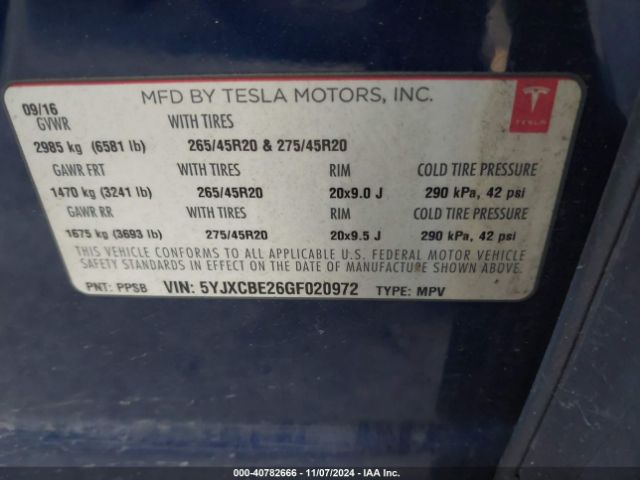 MFD BY TESLA MOTORS, INC.
TESLA
09/16
GVWR WITH TIRES
2985 kg (6581 lb) 265/45R20 & 275/45R20
GAWR FRT WITH TIRES RIM COLD TIRE PRESSURE
1470 kg (3241 lb) 265/45R20 20x9.0 J 290 kPa, 42 psi
GAWR RR WITH TIRES RIM COLD TIRE PRESSURE
1675 kg (3693 lb) 275/45R20 20x9.5 J 290 kPa, 42 psi
THIS VEHICLE CONFORMS TO ALL APPLICABLE U.S. FEDERAL MOTOR VEHICLE
SAFETY STANDARDS IN EFFECT ON THE DATE OF MANUFACTURE SHOWN ABOVE.
PNT: PPSB VIN: 5YJXCBE26GF020972 TYPE: MPV
000-40782666 - 11/07/2024 - IAA Inc.